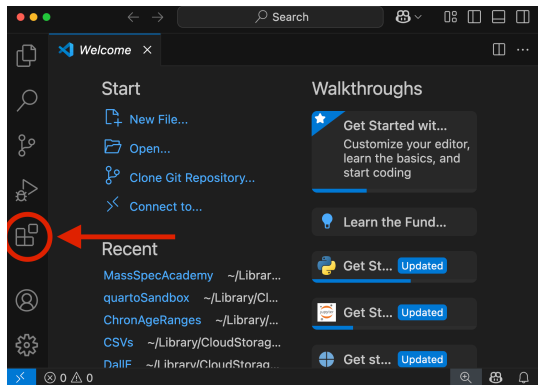 Search
Welcome
Start
New File...
Open...
Clone Git Repository...
Connect to...
Recent
MassSpecAcademy ~/Librar...
quartoSandbox ~/Library/Cl...
ChronAgeRanges ~/Library/...
CSVs ~/Library/CloudStorag...
DallE ~/Library/CloudStorag...
Walkthroughs
Get Started wit...
Customize your editor,
learn the basics, and
start coding
Learn the Fund...
Get St... Updated
Get St... Updated
Get st... Updated
0 0